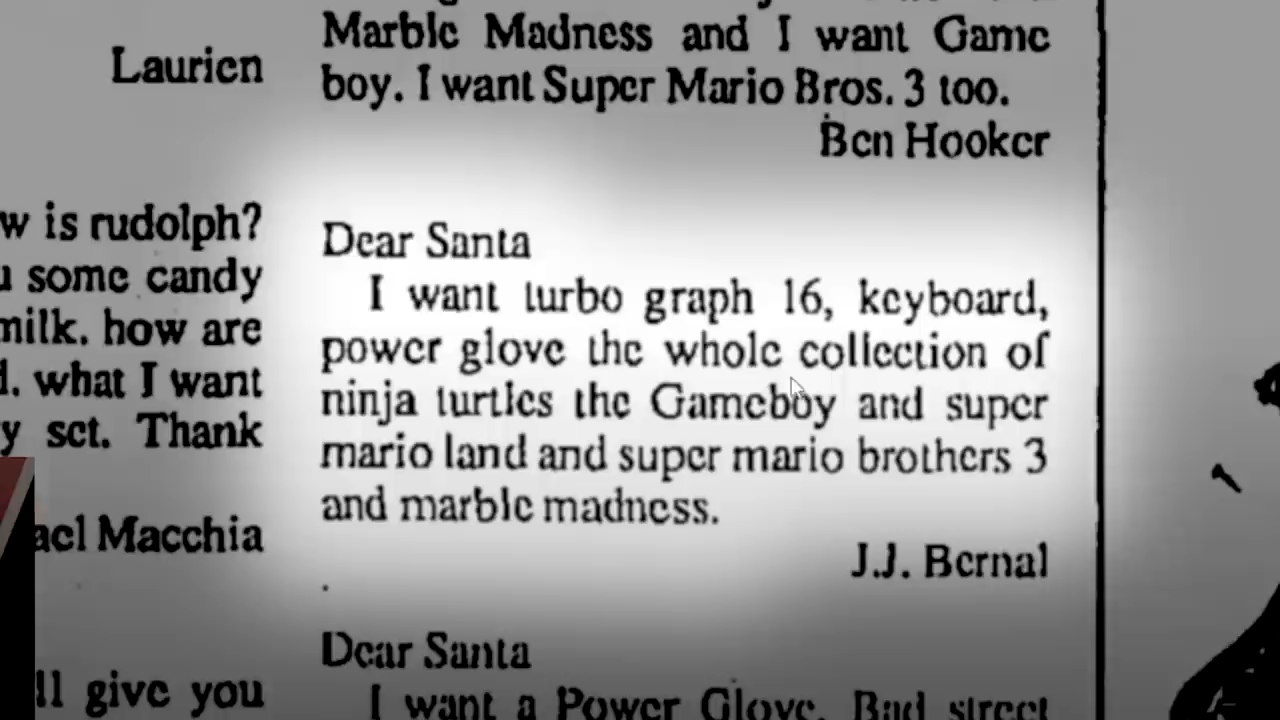 Laurien
w is rudolph?
u some candy
milk. how are
d. what I want
y set. Thank
ael Macchia
ll give you
Marble Madness and I want Game
boy. I want Super Mario Bros. 3 too.
Ben Hooker
Dear Santa
I want turbo graph 16, keyboard,
power glove the whole collection of
ninja turtles the Gameboy and super
mario land and super mario brothers 3
and marble madness.
J.J. Bernal
Dear Santa
I want a Power Glove, Bad street